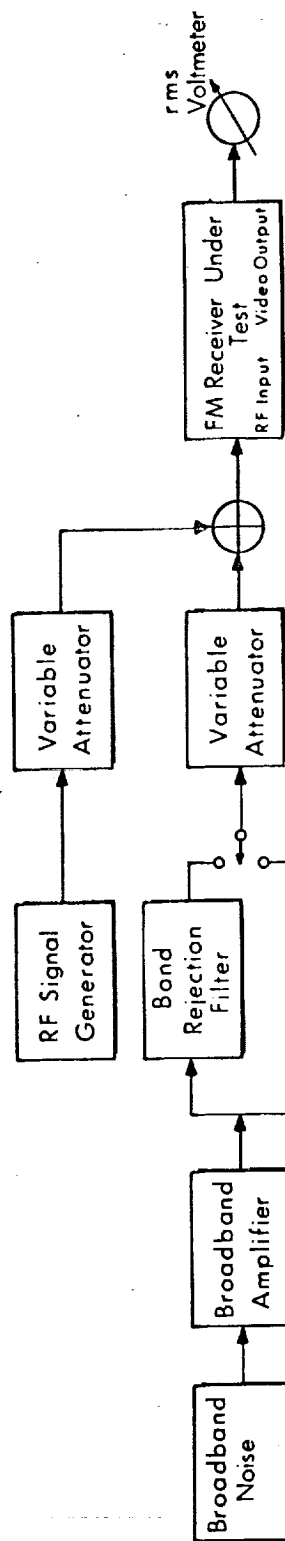 RF Signal
Generator
Variable
Attenuator
Broadband
Noise
Broadband
Amplifier
Band
Rejection
Filter
Variable
Attenuator
FM Receiver Under
Test
RF Input Video Output
rms
Voltmeter